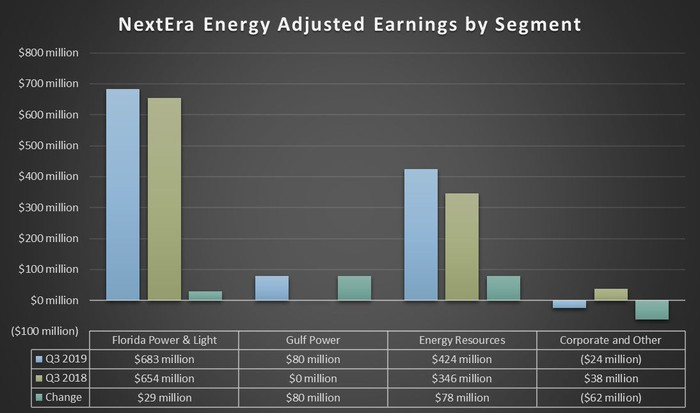 NextEra Energy Adjusted Earnings by Segment
$800 million
$700 million
$600 million
$500 million
$400 million
$300 million
$200 million
$100 million
$0 million
($100 million)
Florida Power & Light Gulf Power Energy Resources Corporate and Other
Q3 2019 $683 million $80 million $424 million ($24 million)
Q3 2018 $654 million $0 million $346 million $38 million
Change $29 million $80 million $78 million ($62 million)